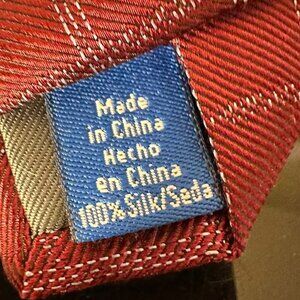 Made
in China
Hecho
en China
100% Silk/Seda